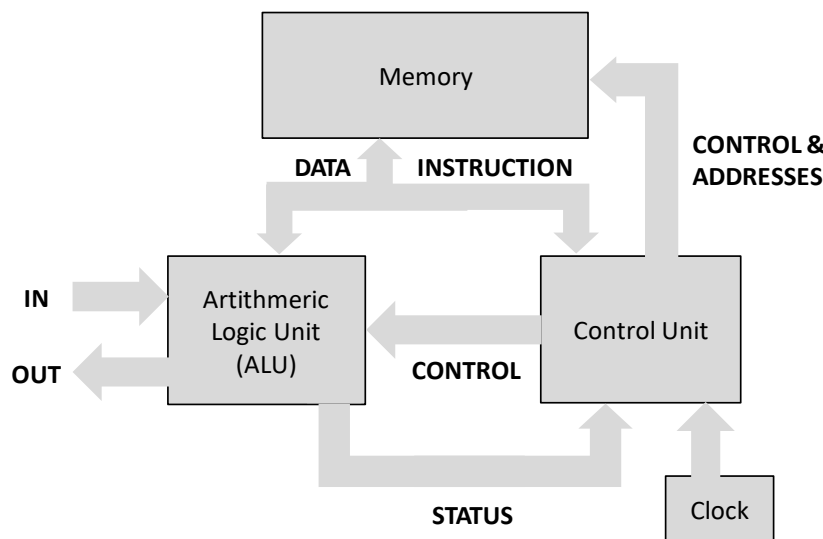 Memory
CONTROL &
ADDRESSES
DATA
INSTRUCTION
IN
OUT
Artithmeric
Logic Unit
(ALU)
Control Unit
CONTROL
STATUS
Clock